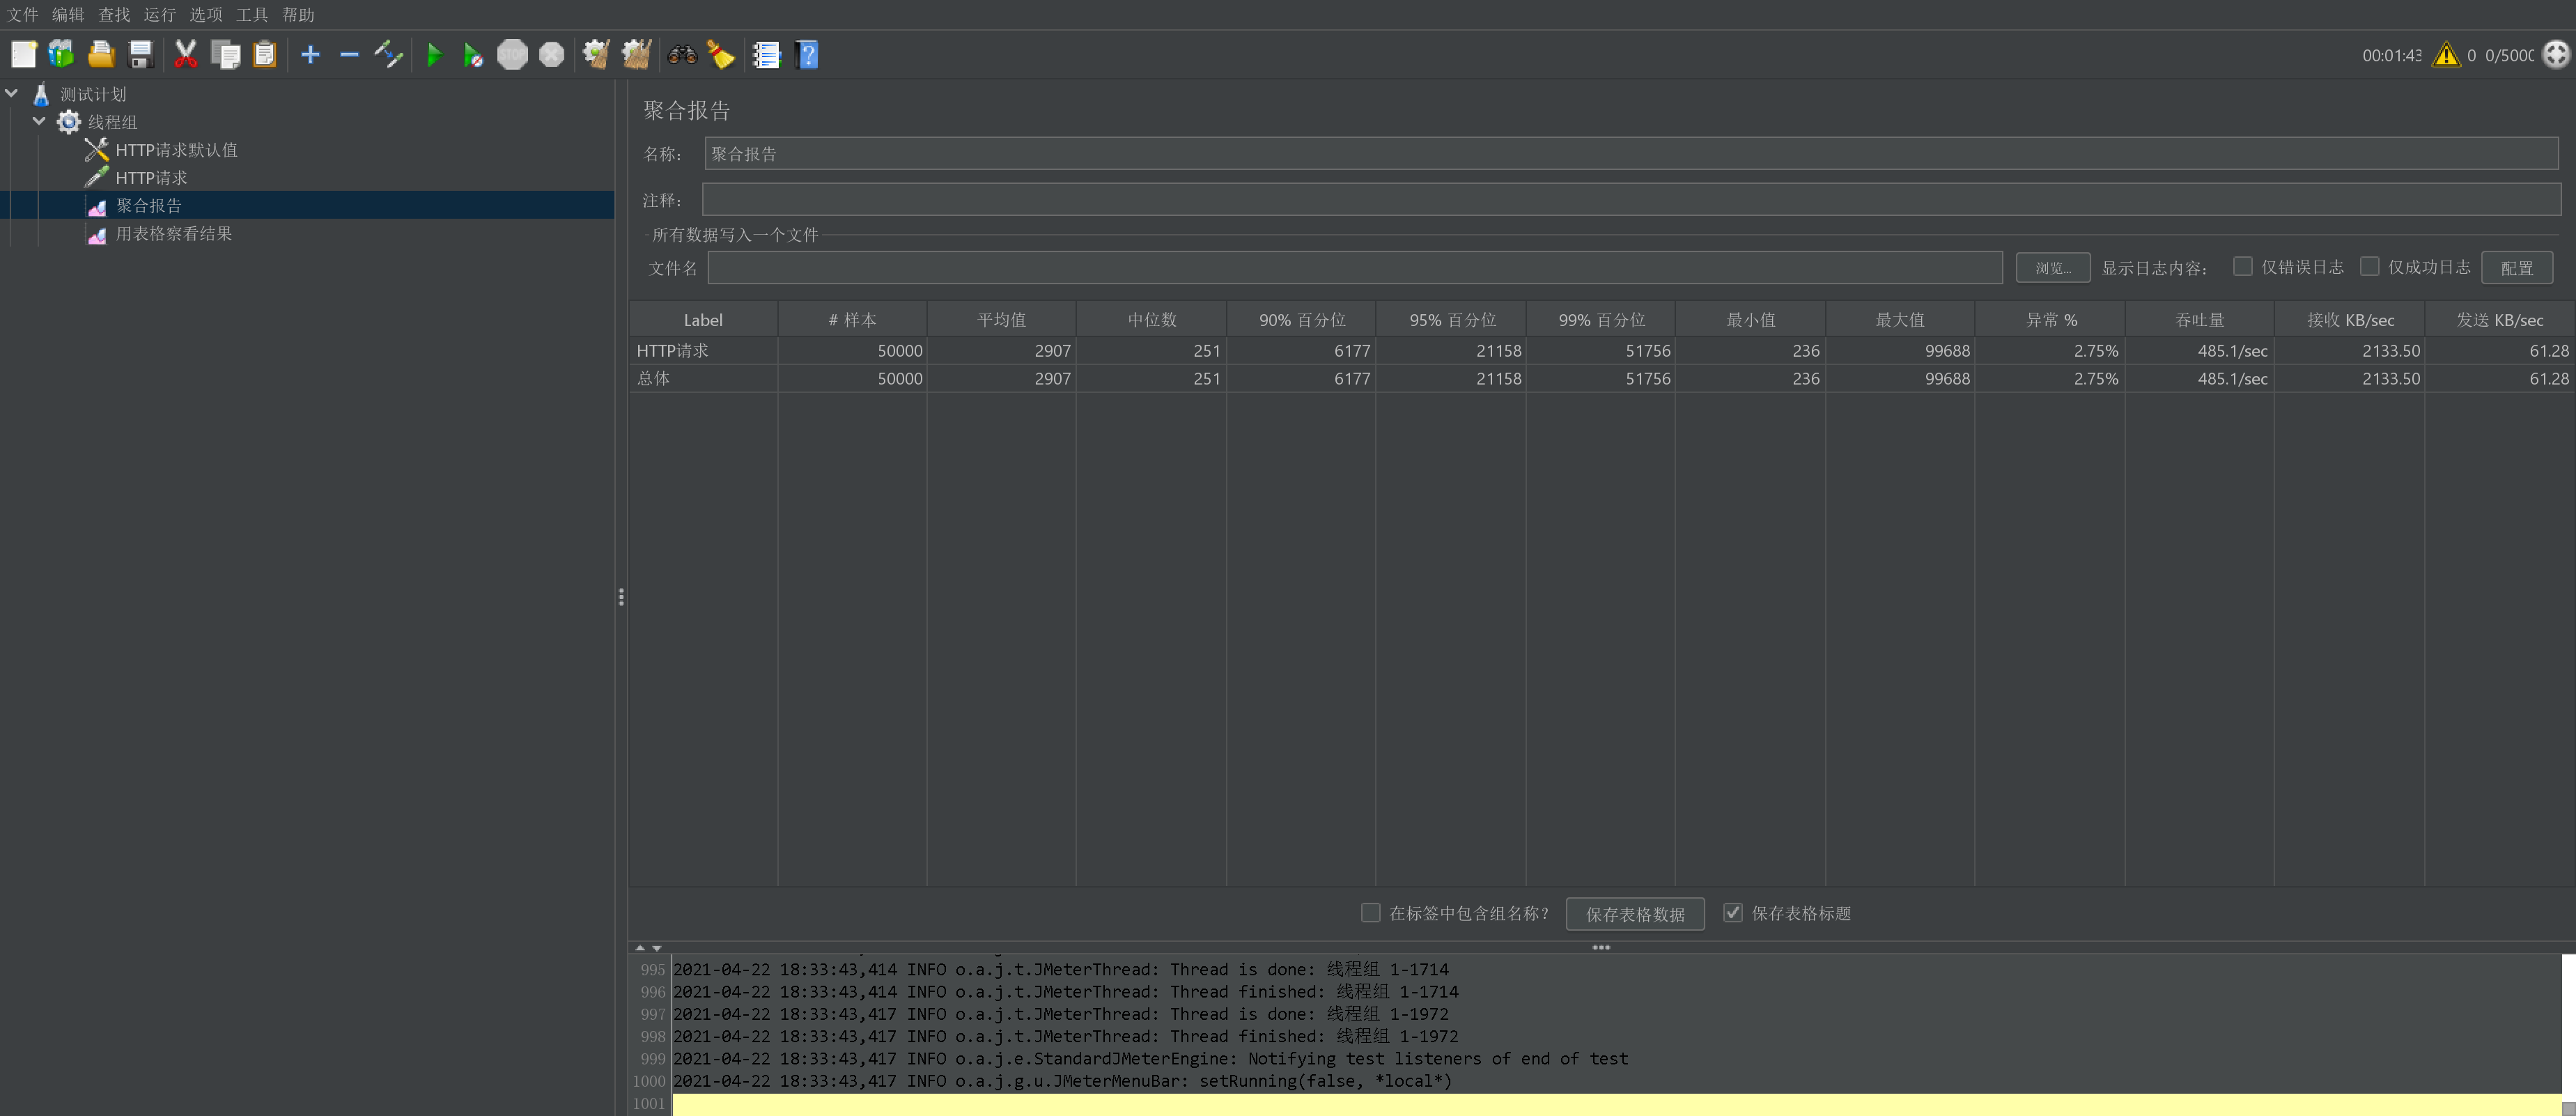 文件 编辑 查找 运行 选项 工具 帮助
STOP
00:01:43 0 0/5000
测试计划
线程组
HTTP请求默认值
HTTP请求
聚合报告
用表格察看结果
聚合报告
名称： 聚合报告
注释：
所有数据写入一个文件
文件名 浏览... 显示日志内容： 仅错误日志 仅成功日志 配置
Label # 样本 平均值 中位数 90% 百分位 95% 百分位 99% 百分位 最小值 最大值 异常 % 吞吐量 接收 KB/sec 发送 KB/sec
HTTP请求 50000 2907 251 6177 21158 51756 236 99688 2.75% 485.1/sec 2133.50 61.28
总体 50000 2907 251 6177 21158 51756 236 99688 2.75% 485.1/sec 2133.50 61.28
在标签中包含组名称？ 保存表格数据 保存表格标题
995 2021-04-22 18:33:43,414 INFO o.a.j.t.JMeterThread: Thread is done: 线程组 1-1714
996 2021-04-22 18:33:43,414 INFO o.a.j.t.JMeterThread: Thread finished: 线程组 1-1714
997 2021-04-22 18:33:43,417 INFO o.a.j.t.JMeterThread: Thread is done: 线程组 1-1972
998 2021-04-22 18:33:43,417 INFO o.a.j.t.JMeterThread: Thread finished: 线程组 1-1972
999 2021-04-22 18:33:43,417 INFO o.a.j.e.StandardJMeterEngine: Notifying test listeners of end of test
1000 2021-04-22 18:33:43,417 INFO o.a.j.g.u.JMeterMenuBar: setRunning(false, *local*)
1001